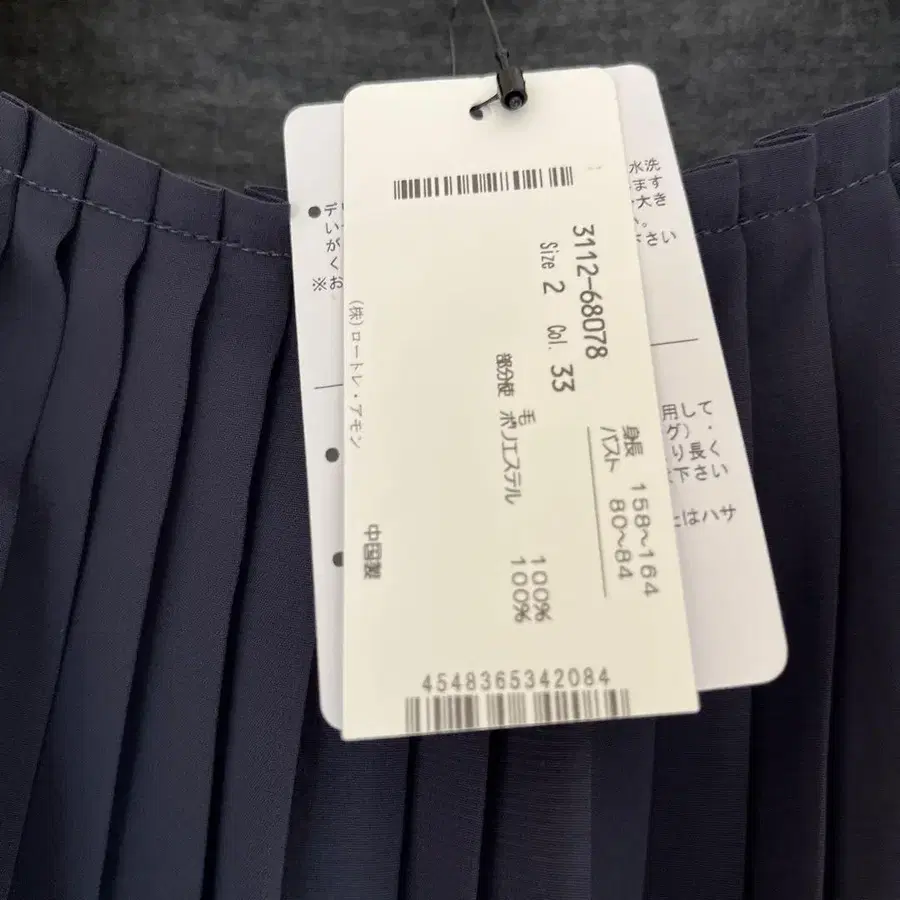 3112-68078
Size 2 Col. 33
身長 158~164
バスト 80~84
毛 100%
部分使 ポリエステル 100%
(株)ロートレ・アモン
中国製
4548365342084
水洗
ます
大き
。
さい
● デ
い
が
く
※お
用して
グ)・
り長く
下さい
とはハサ